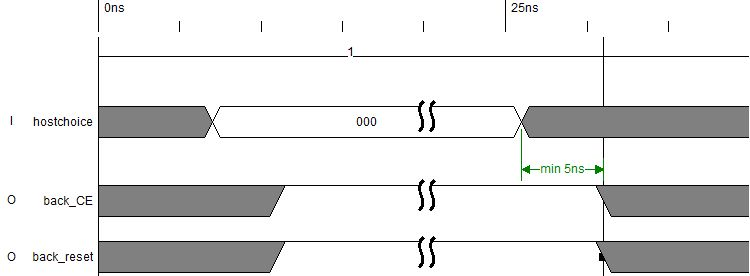 0ns 25ns
1
I hostchoice 000
min 5ns
O back_CE
O back_reset